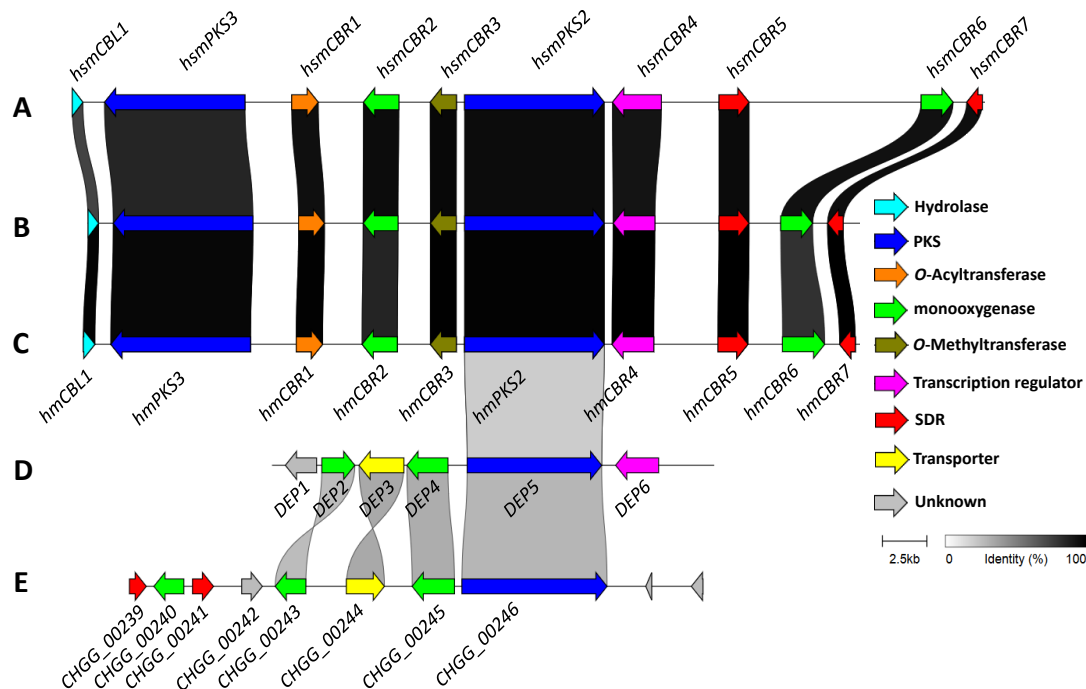 hsmCBL1
hsmPKS3
hsmCBR1
hsmCBR2
hsmCBR3
hsmPKS2
hsmCBR4
hsmCBR5
hsmCBR6
hsmCBR7
A
B
C
hmCBL1
hmPKS3
hmCBR1
hmCBR2
hmCBR3
hmPKS2
hmCBR4
hmCBR5
hmCBR6
hmCBR7
D
DEP1
DEP2
DEP3
DEP4
DEP5
DEP6
E
CHGG_00239
CHGG_00240
CHGG_00241
CHGG_00242
CHGG_00243
CHGG_00244
CHGG_00245
CHGG_00246
Hydrolase
PKS
O-Acyltransferase
monooxygenase
O-Methyltransferase
Transcription regulator
SDR
Transporter
Unknown
2.5kb
0 Identity (%) 100